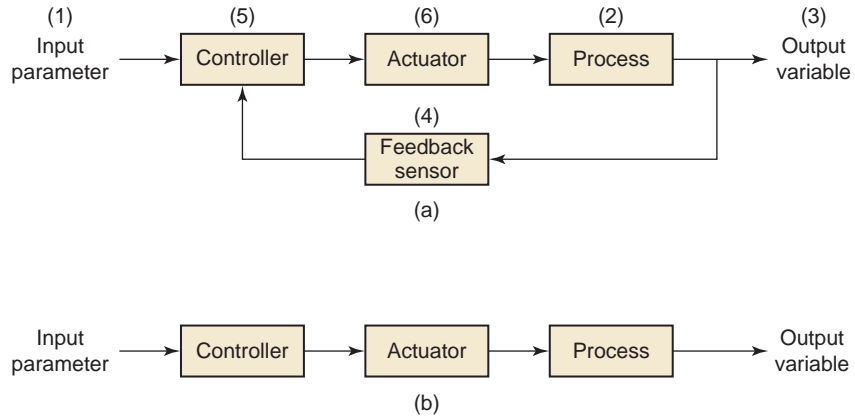 (1) (5) (6) (2) (3)
Input
parameter
Controller
Actuator
Process
Output
variable
(4)
Feedback
sensor
(a)
Input
parameter
Controller
Actuator
Process
Output
variable
(b)